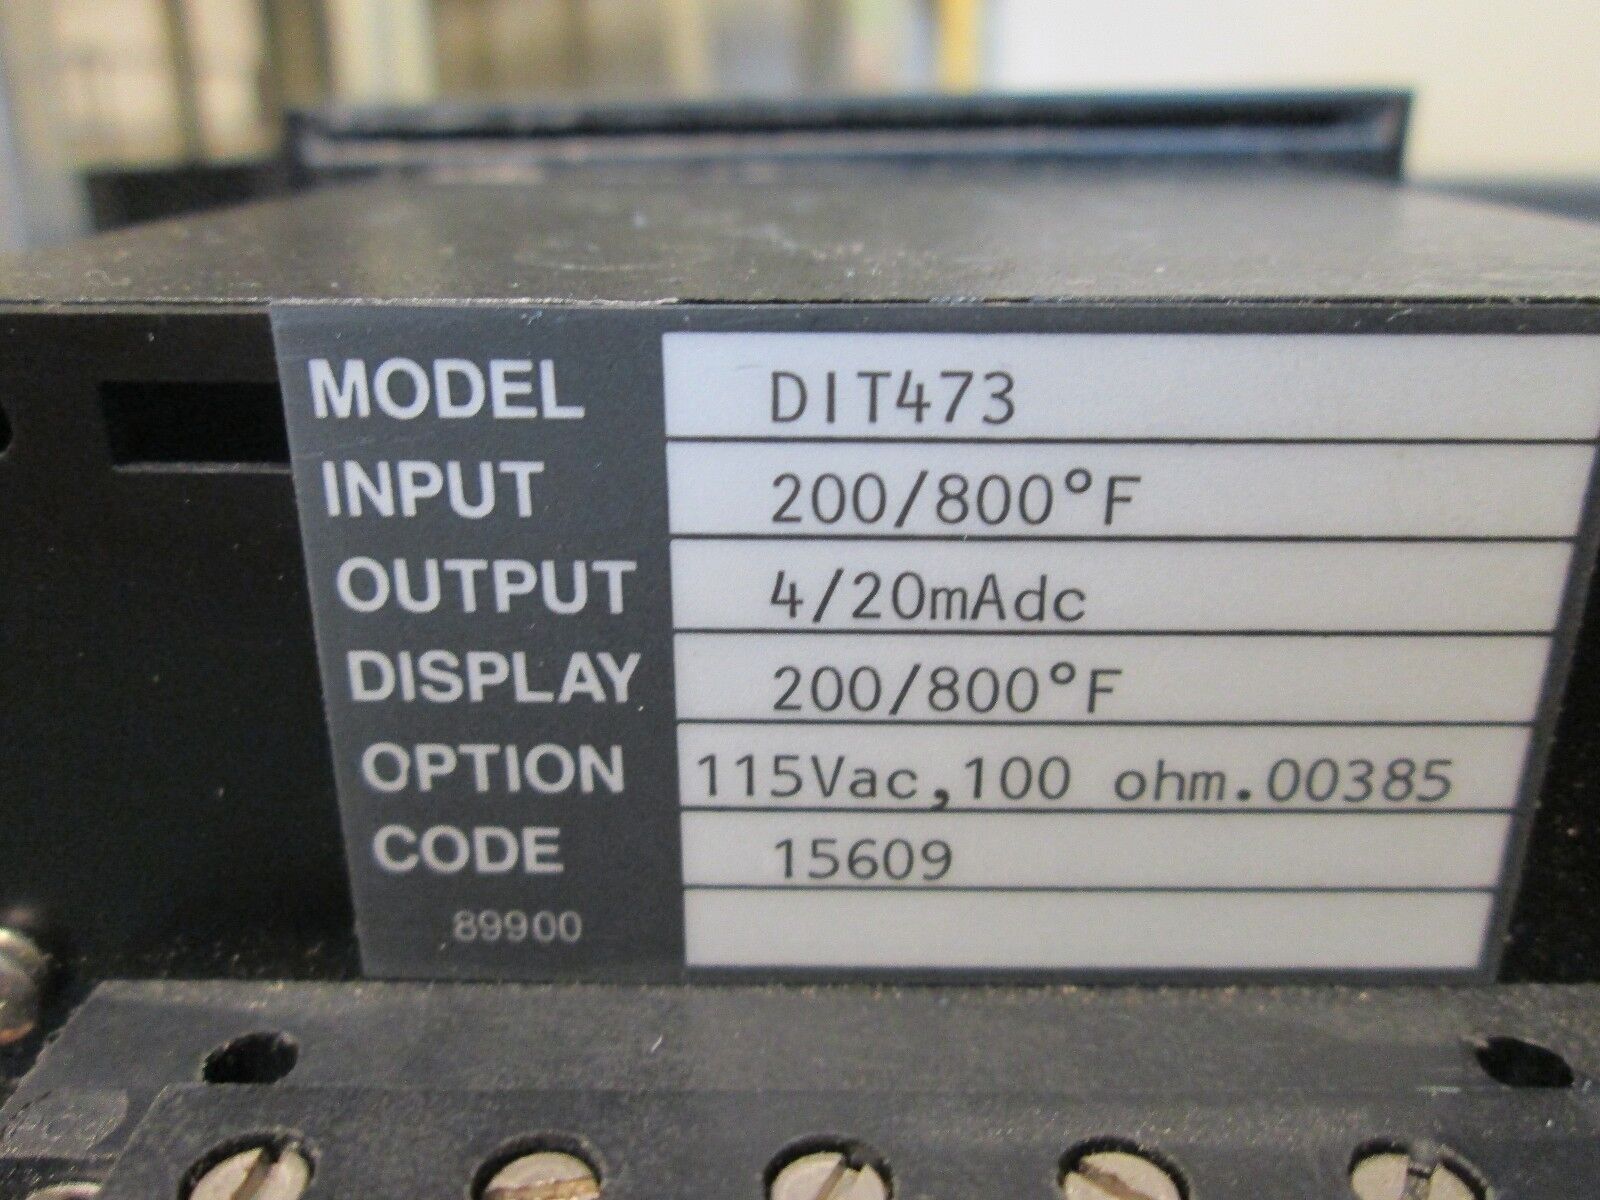 MODEL DIT473
INPUT 200/800°F
OUTPUT 4/20mAdc
DISPLAY 200/800°F
OPTION 115Vac,100 ohm.00385
CODE 15609
89900